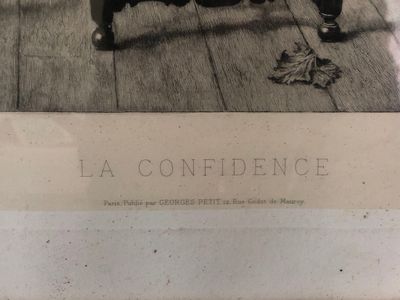 LA CONFIDENCE
Paris, Publié par GEORGES PETIT 12, Rue Godot de Mauroy.